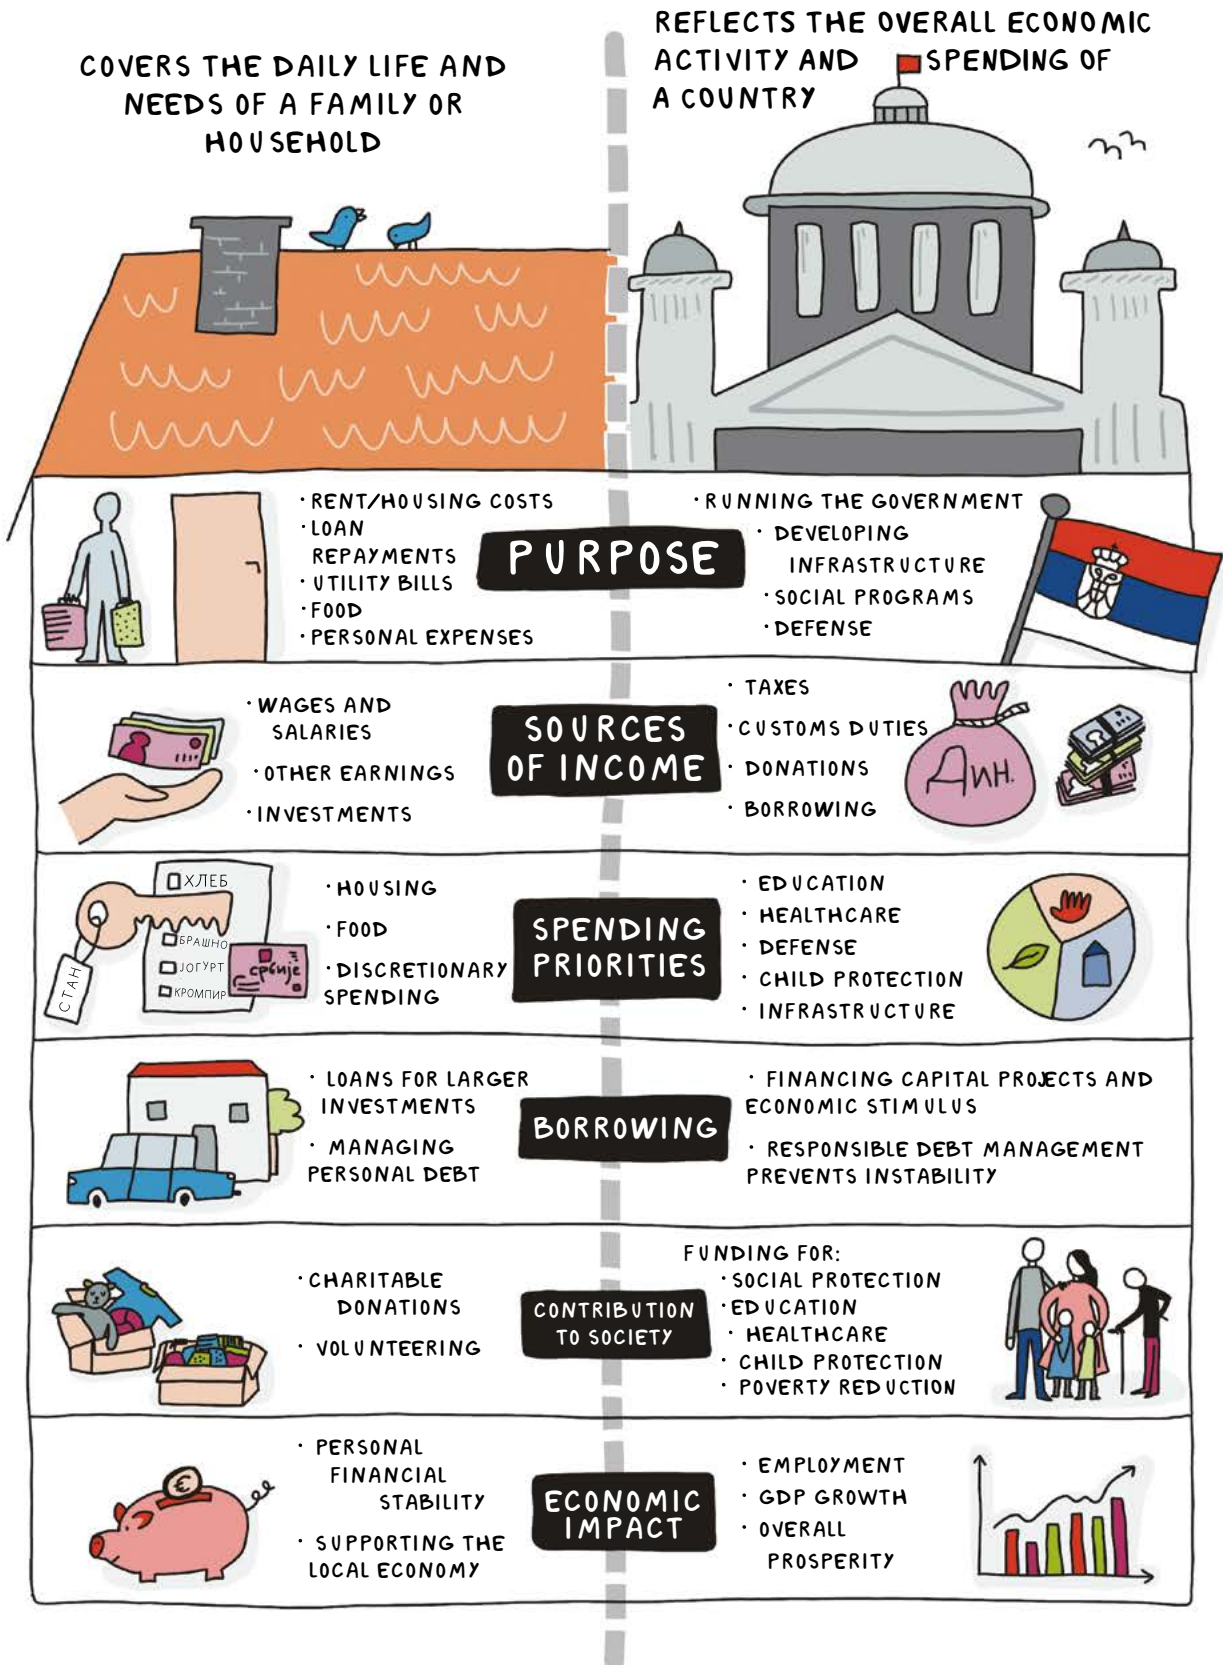 COVERS THE DAILY LIFE AND
NEEDS OF A FAMILY OR
HOUSEHOLD
REFLECTS THE OVERALL ECONOMIC
ACTIVITY AND SPENDING OF
A COUNTRY
PURPOSE
· RENT/HOUSING COSTS
· LOAN
REPAYMENTS
· UTILITY BILLS
· FOOD
· PERSONAL EXPENSES
· RUNNING THE GOVERNMENT
· DEVELOPING
INFRASTRUCTURE
· SOCIAL PROGRAMS
· DEFENSE
SOURCES
OF INCOME
· WAGES AND
SALARIES
· OTHER EARNINGS
· INVESTMENTS
· TAXES
· CUSTOMS DUTIES
· DONATIONS
· BORROWING
ДИН.
SPENDING
PRIORITIES
ХЛЕБ
БРАШНО
ЈОГУРТ
КРОМПИР
СТАН
србије
· HOUSING
· FOOD
· DISCRETIONARY
SPENDING
· EDUCATION
· HEALTHCARE
· DEFENSE
· CHILD PROTECTION
· INFRASTRUCTURE
BORROWING
· LOANS FOR LARGER
INVESTMENTS
· MANAGING
PERSONAL DEBT
· FINANCING CAPITAL PROJECTS AND
ECONOMIC STIMULUS
· RESPONSIBLE DEBT MANAGEMENT
PREVENTS INSTABILITY
CONTRIBUTION
TO SOCIETY
· CHARITABLE
DONATIONS
· VOLUNTEERING
FUNDING FOR:
· SOCIAL PROTECTION
· EDUCATION
· HEALTHCARE
· CHILD PROTECTION
· POVERTY REDUCTION
ECONOMIC
IMPACT
€
· PERSONAL
FINANCIAL
STABILITY
· SUPPORTING THE
LOCAL ECONOMY
· EMPLOYMENT
· GDP GROWTH
· OVERALL
PROSPERITY